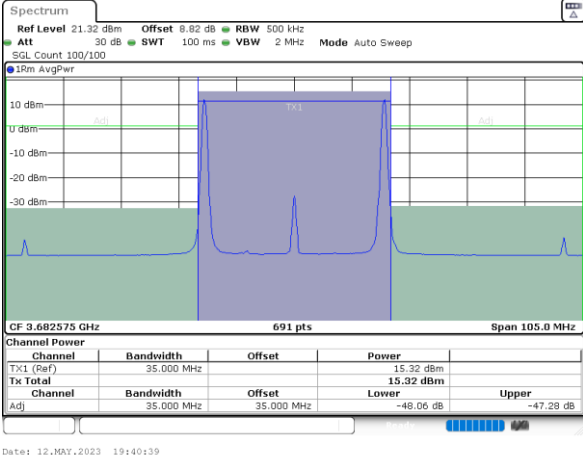 Spectrum
Ref Level 21.32 dBm Offset 8.82 dB RBW 500 kHz
Att 30 dB SWT 100 ms VBW 2 MHz Mode Auto Sweep
SGL Count 100/100
1Rm AvgPwr
10 dBm
TX1
Adj Adj
0 dBm
-10 dBm
-20 dBm
-30 dBm
CF 3.682575 GHz 691 pts Span 105.0 MHz
Channel Power
Channel Bandwidth Offset Power
TX1 (Ref) 35.000 MHz 15.32 dBm
Tx Total 15.32 dBm
Channel Bandwidth Offset Lower Upper
Adj 35.000 MHz 35.000 MHz -48.06 dB -47.28 dB
Date: 12.MAY.2023 19:40:39